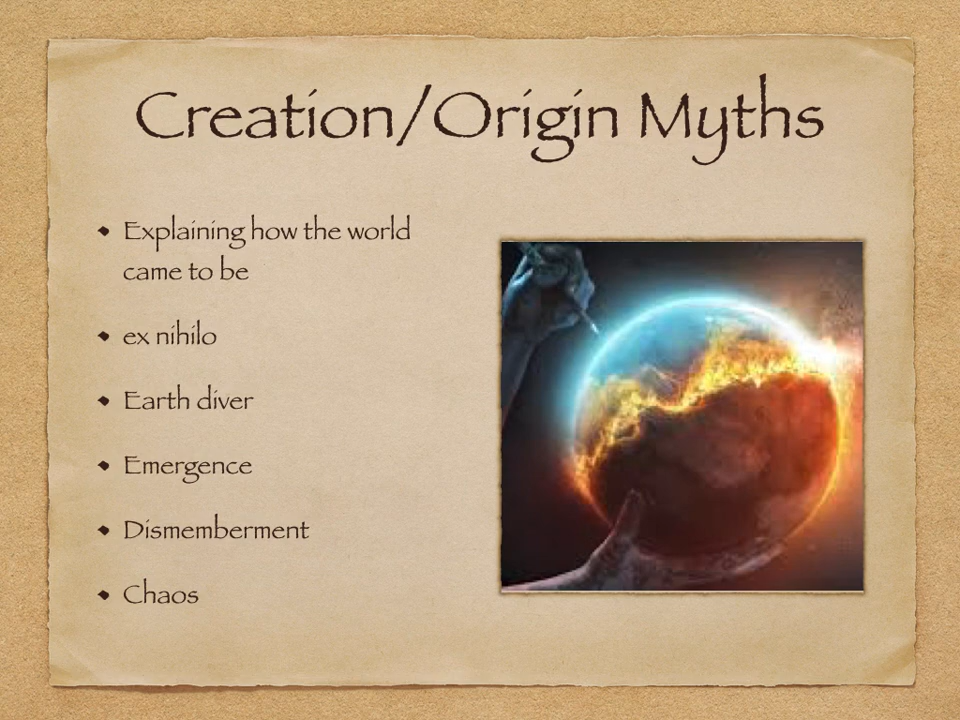 Creation/Origin Myths
Explaining how the world
came to be
ex nihilo
Earth diver
Emergence
Dismemberment
Chaos